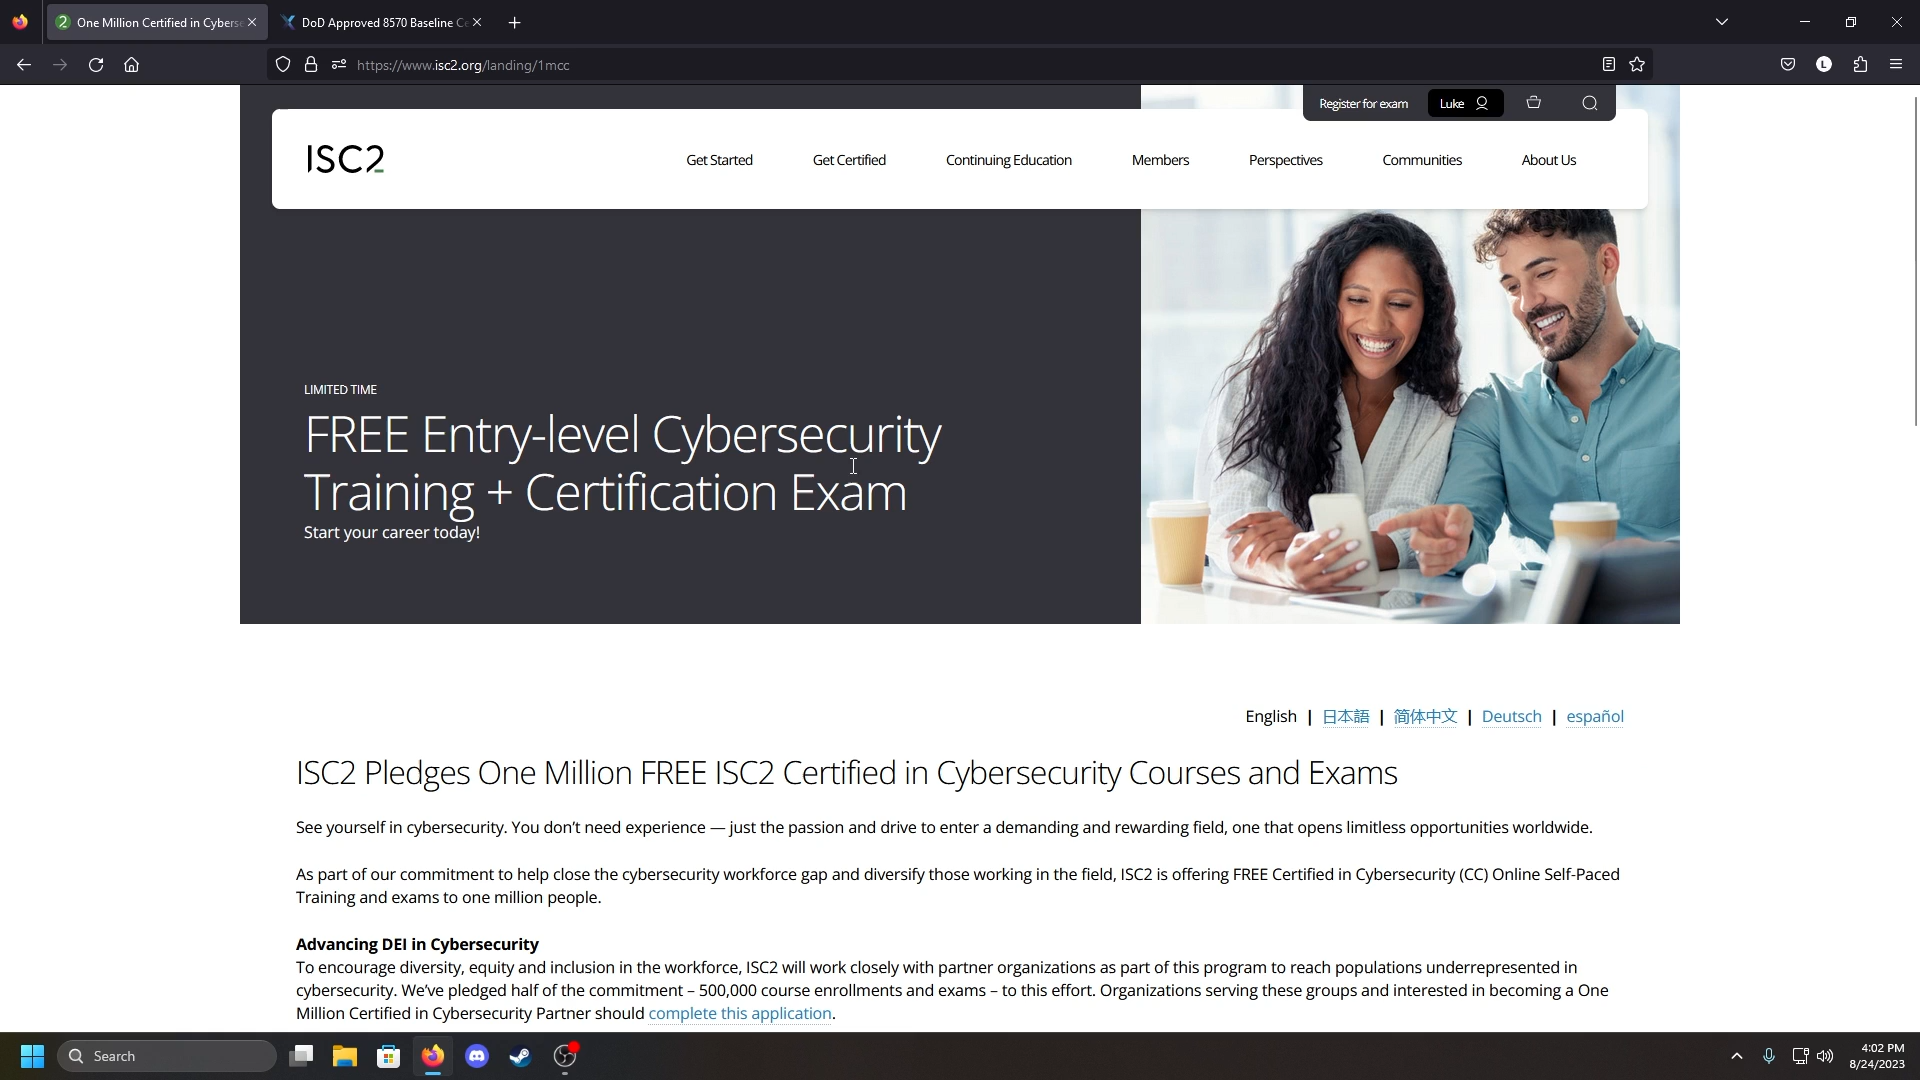 One Million Certified in Cyberse
DoD Approved 8570 Baseline Ce
https://www.isc2.org/landing/1mcc
L
Register for exam
Luke
ISC2
Get Started
Get Certified
Continuing Education
Members
Perspectives
Communities
About Us
LIMITED TIME
FREE Entry-level Cybersecurity
Training + Certification Exam
Start your career today!
English | 日本語 | 简体中文 | Deutsch | español
ISC2 Pledges One Million FREE ISC2 Certified in Cybersecurity Courses and Exams
See yourself in cybersecurity. You don’t need experience — just the passion and drive to enter a demanding and rewarding field, one that opens limitless opportunities worldwide.
As part of our commitment to help close the cybersecurity workforce gap and diversify those working in the field, ISC2 is offering FREE Certified in Cybersecurity (CC) Online Self-Paced
Training and exams to one million people.
Advancing DEI in Cybersecurity
To encourage diversity, equity and inclusion in the workforce, ISC2 will work closely with partner organizations as part of this program to reach populations underrepresented in
cybersecurity. We’ve pledged half of the commitment – 500,000 course enrollments and exams – to this effort. Organizations serving these groups and interested in becoming a One
Million Certified in Cybersecurity Partner should complete this application.
Search
4:02 PM
8/24/2023